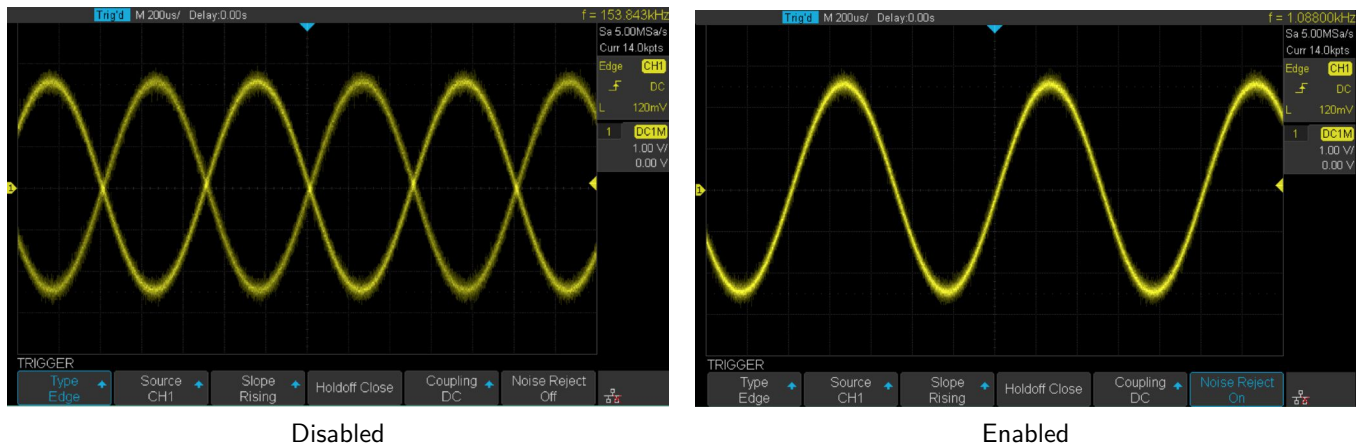 Trig'd M 200us/ Delay:0.00s f = 153.843kHz
Sa 5.00MSa/s
Curr 14.0kpts
Edge CH1
DC
L 120mV
1 DC1M
1.00 V/
0.00 V
1
TRIGGER
Type Source Slope Holdoff Close Coupling Noise Reject
Edge CH1 Rising DC Off
Disabled
Trig'd M 200us/ Delay:0.00s f = 1.08800kHz
Sa 5.00MSa/s
Curr 14.0kpts
Edge CH1
DC
L 120mV
1 DC1M
1.00 V/
0.00 V
1
TRIGGER
Type Source Slope Holdoff Close Coupling Noise Reject
Edge CH1 Rising DC On
Enabled